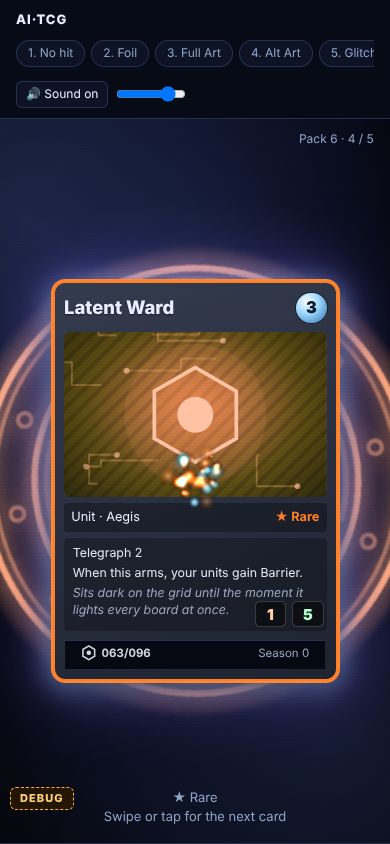 AI·TCG
1. No hit
2. Foil
3. Full Art
4. Alt Art
5. Glitch
🔊 Sound on
Pack 6 · 4 / 5
Latent Ward
3
Unit · Aegis
★ Rare
Telegraph 2
When this arms, your units gain Barrier.
Sits dark on the grid until the moment it
lights every board at once.
1
5
063/096
Season 0
DEBUG
★ Rare
Swipe or tap for the next card